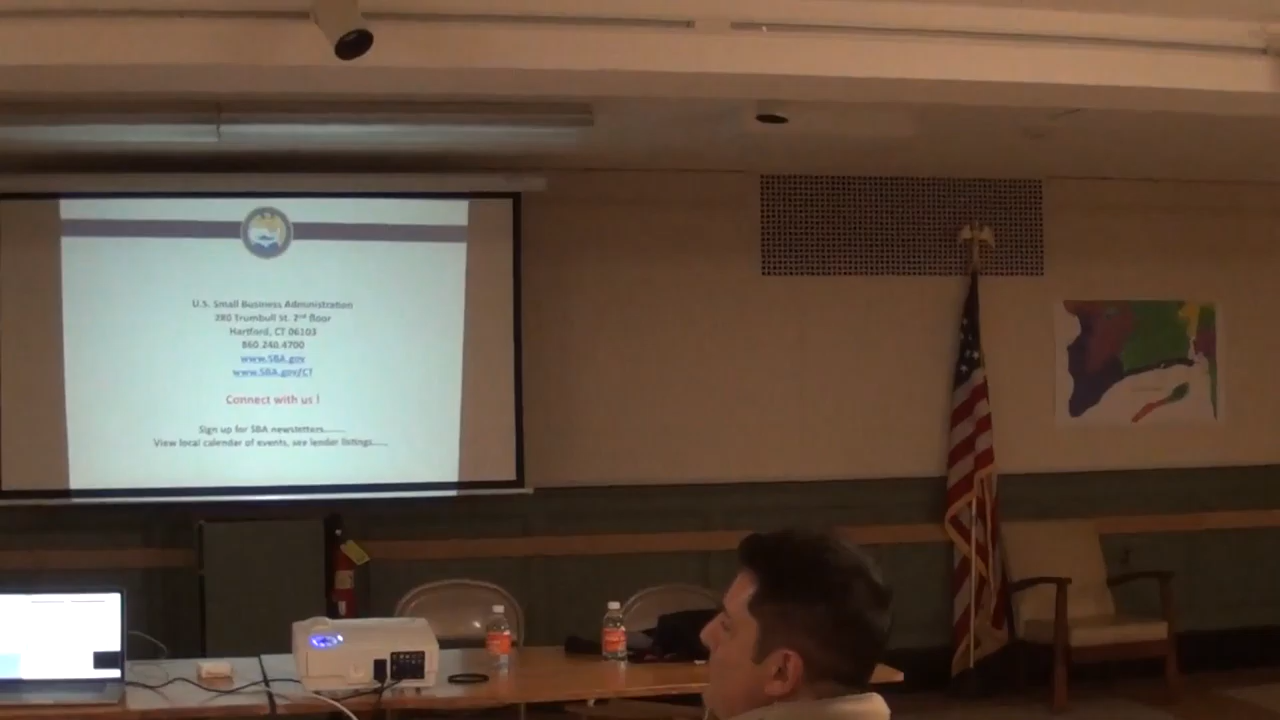 U.S. Small Business Administration
280 Trumbull St. 2nd floor
Hartford, CT 06103
860.240.4700
www.SBA.gov
www.SBA.gov/CT
Connect with us !
Sign up for SBA newsletters.......
View local calendar of events, see lender listings.....